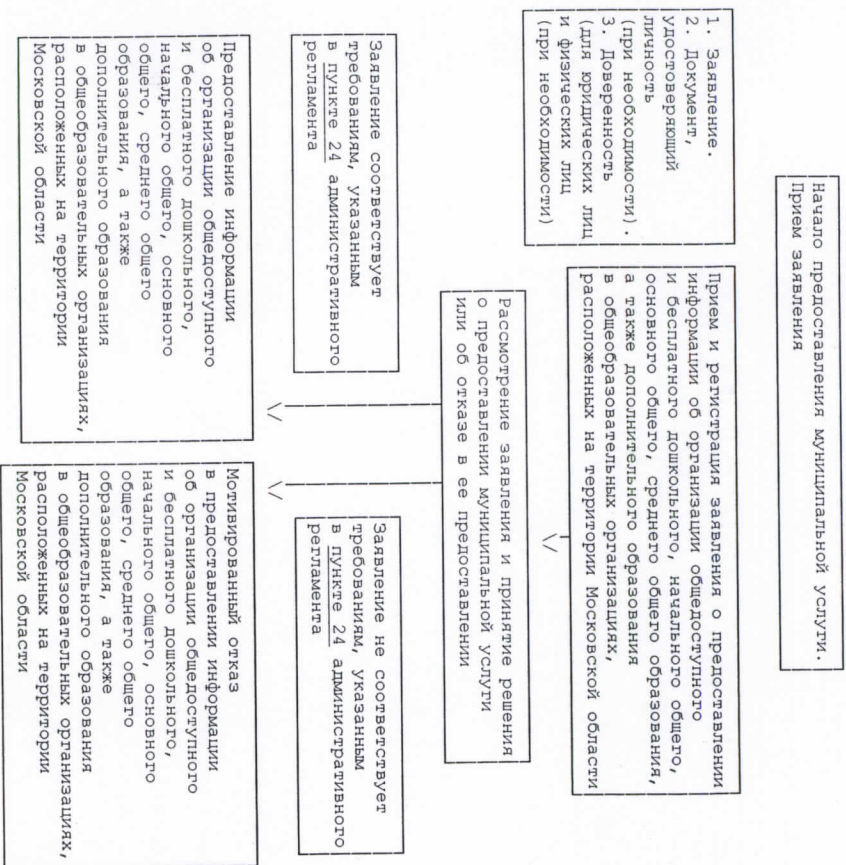 Начало предоставления муниципальной услуги.
Прием заявления
1. Заявление.
2. Документ,
удостоверяющий
личность
(при необходимости).
3. Доверенность
(для юридических лиц
и физических лиц
(при необходимости)
Прием и регистрация заявления о предоставлении
информации об организации общедоступного
и бесплатного дошкольного, начального общего,
основного общего, среднего общего образования,
а также дополнительного образования
в общеобразовательных организациях,
расположенных на территории Московской области
Рассмотрение заявления и принятие решения
о предоставлении муниципальной услуги
или об отказе в ее предоставлении
Заявление соответствует
требованиям, указанным
в пункте 24 административного
регламента
Заявление не соответствует
требованиям, указанным
в пункте 24 административного
регламента
Предоставление информации
об организации общедоступного
и бесплатного дошкольного,
начального общего, основного
общего, среднего общего
образования, а также
дополнительного образования
в общеобразовательных организациях,
расположенных на территории
Московской области
Мотивированный отказ
в предоставлении информации
об организации общедоступного
и бесплатного дошкольного,
начального общего, основного
общего, среднего общего
образования, а также
дополнительного образования
в общеобразовательных организациях,
расположенных на территории
Московской области